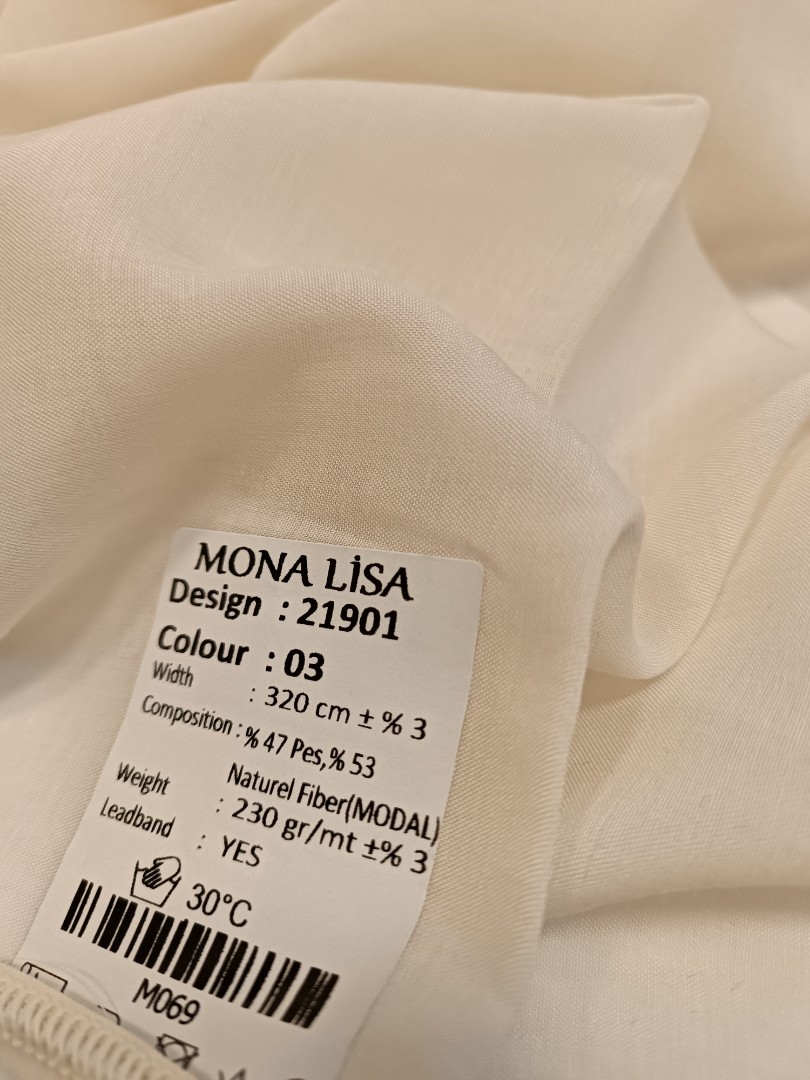 MONA LİSA
Design : 21901
Colour : 03
Width : 320 cm ± % 3
Composition : % 47 Pes,% 53
Naturel Fiber(MODAL)
Weight : 230 gr/mt ±% 3
Leadband : YES
30°C
M069